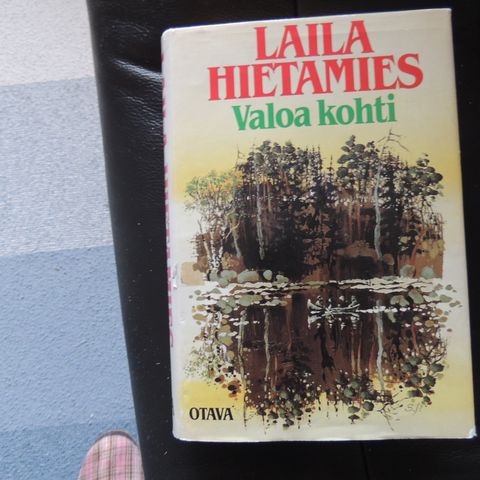 LAILA
HIETAMIES
Valoa kohti
OTAVA